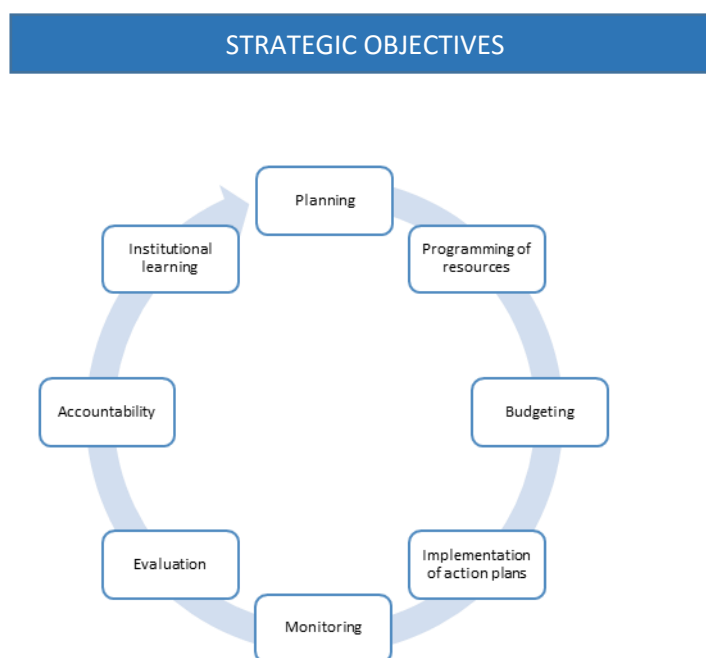 STRATEGIC OBJECTIVES
Planning
Programming of
resources
Budgeting
Implementation
of action plans
Monitoring
Evaluation
Accountability
Institutional
learning